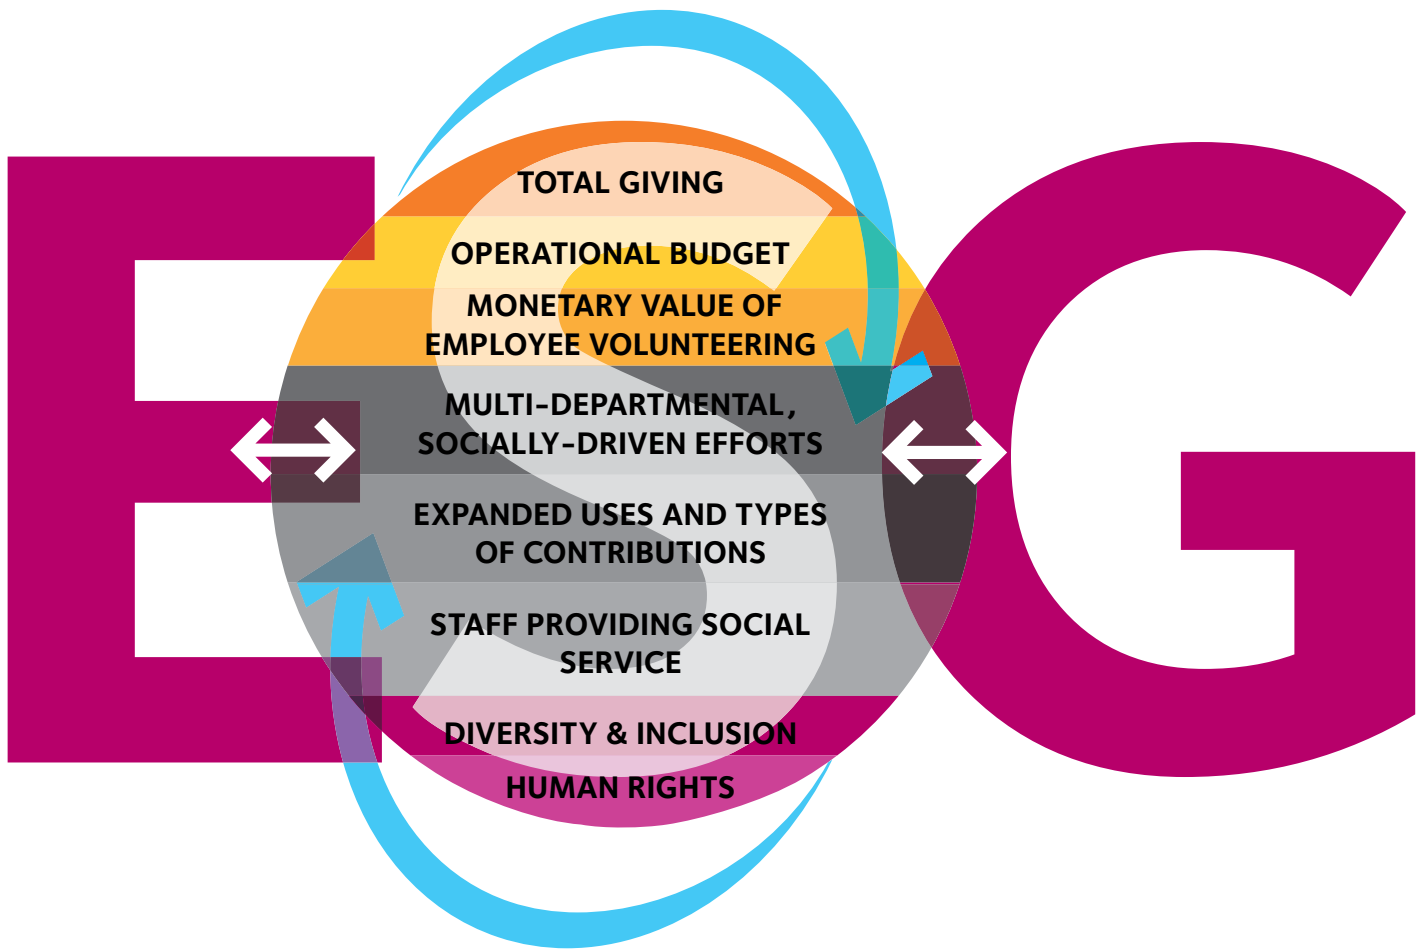 ESG
TOTAL GIVING
OPERATIONAL BUDGET
MONETARY VALUE OF
EMPLOYEE VOLUNTEERING
MULTI-DEPARTMENTAL,
SOCIALLY-DRIVEN EFFORTS
EXPANDED USES AND TYPES
OF CONTRIBUTIONS
STAFF PROVIDING SOCIAL
SERVICE
DIVERSITY & INCLUSION
HUMAN RIGHTS